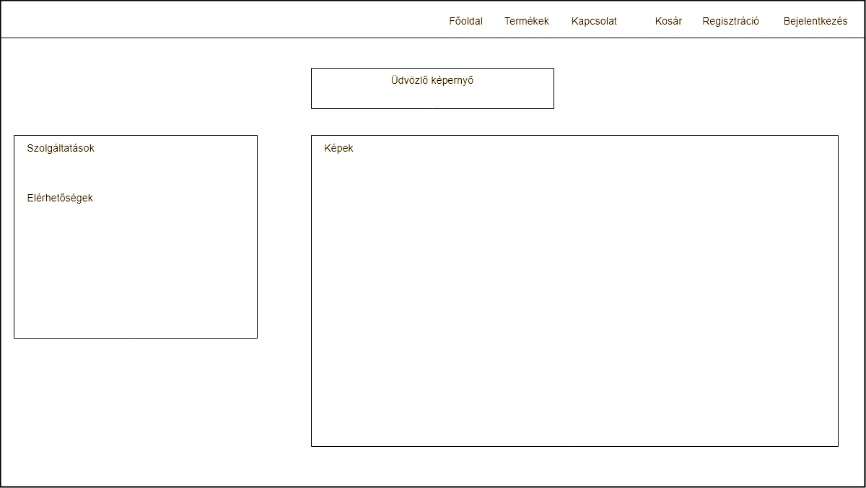 Főoldal Termékek Kapcsolat Kosár Regisztráció Bejelentkezés
Üdvözlő képernyő
Szolgáltatások
Elérhetőségek
Képek